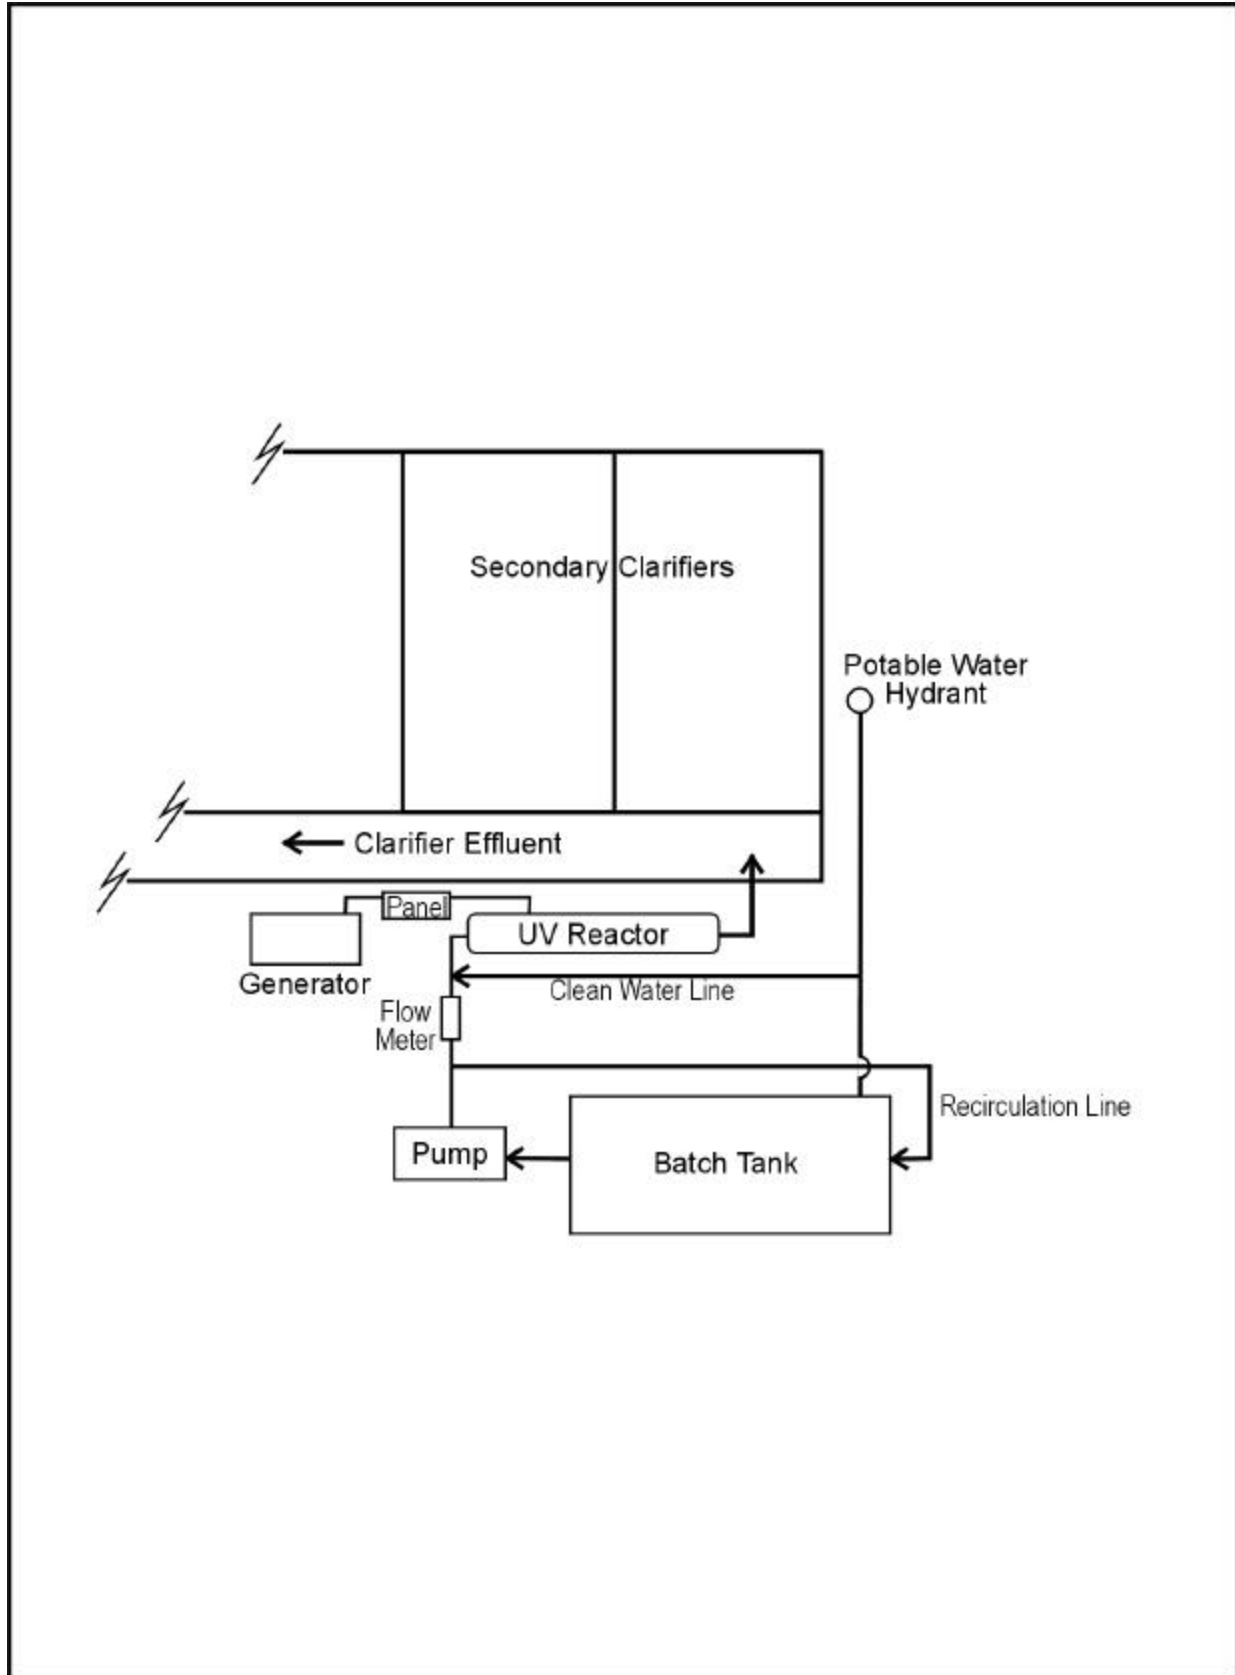 Secondary Clarifiers
Potable Water
Hydrant
Clarifier Effluent
Panel
UV Reactor
Generator
Clean Water Line
Flow
Meter
Recirculation Line
Pump
Batch Tank